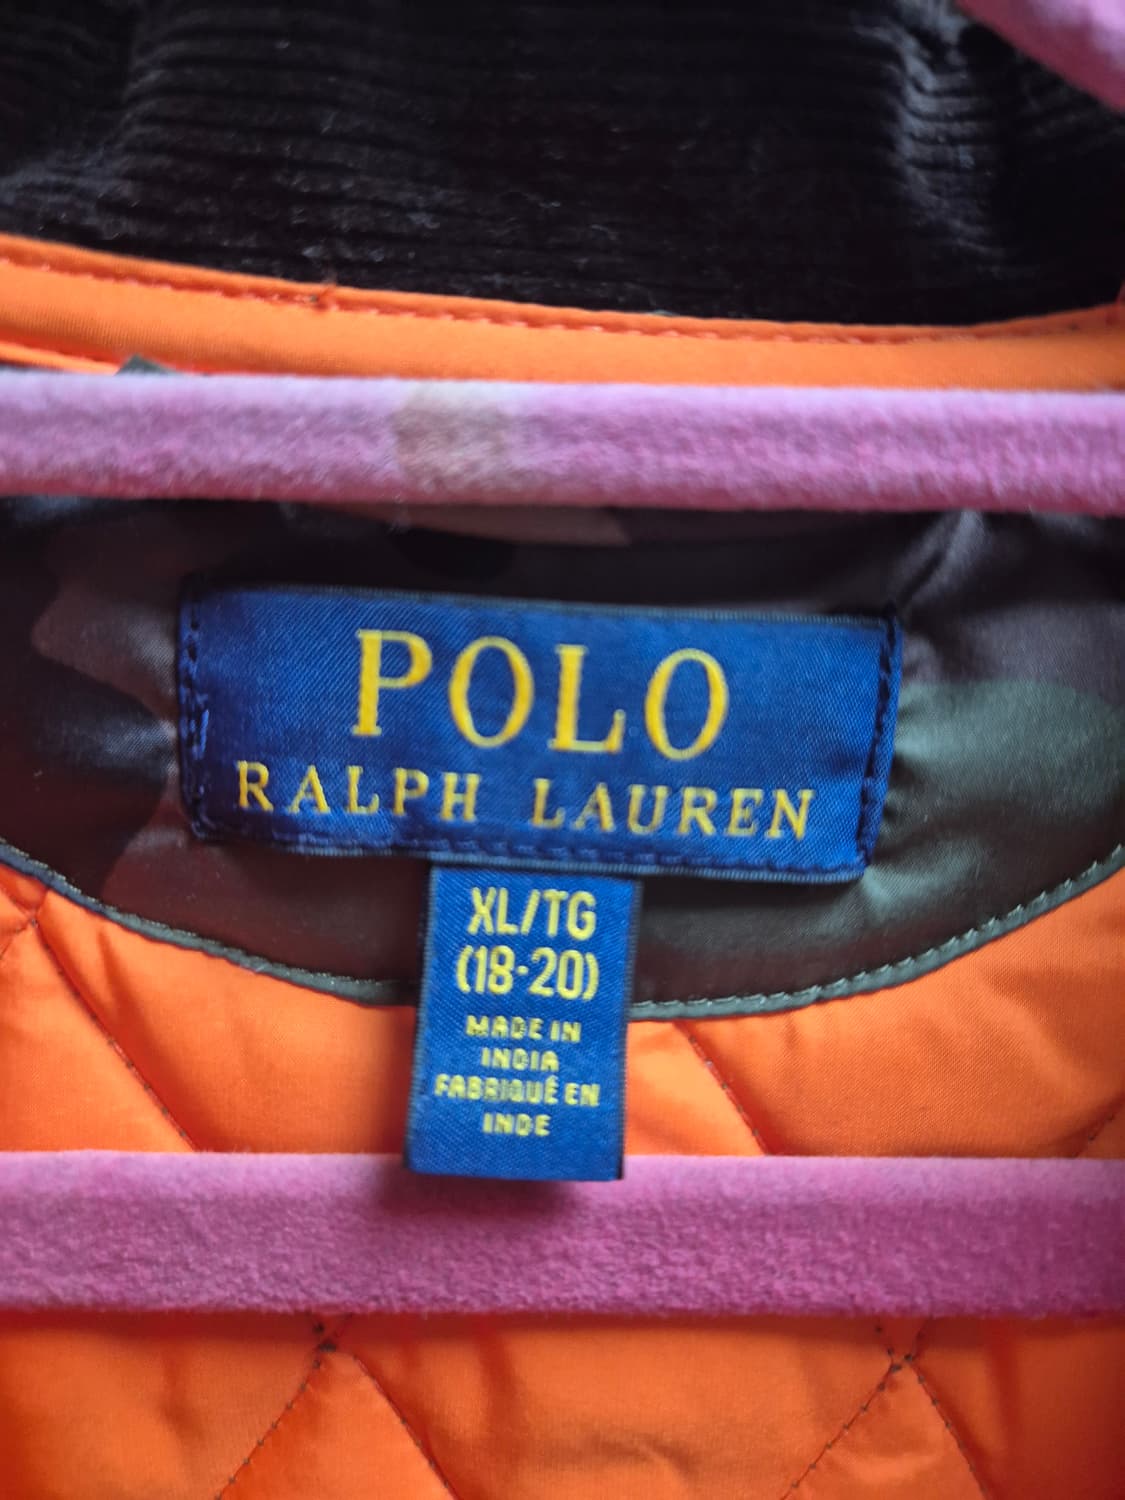 POLO
RALPH LAUREN
XL/TG
(18-20)
MADE IN
INDIA
FABRIQUÉ EN
INDE